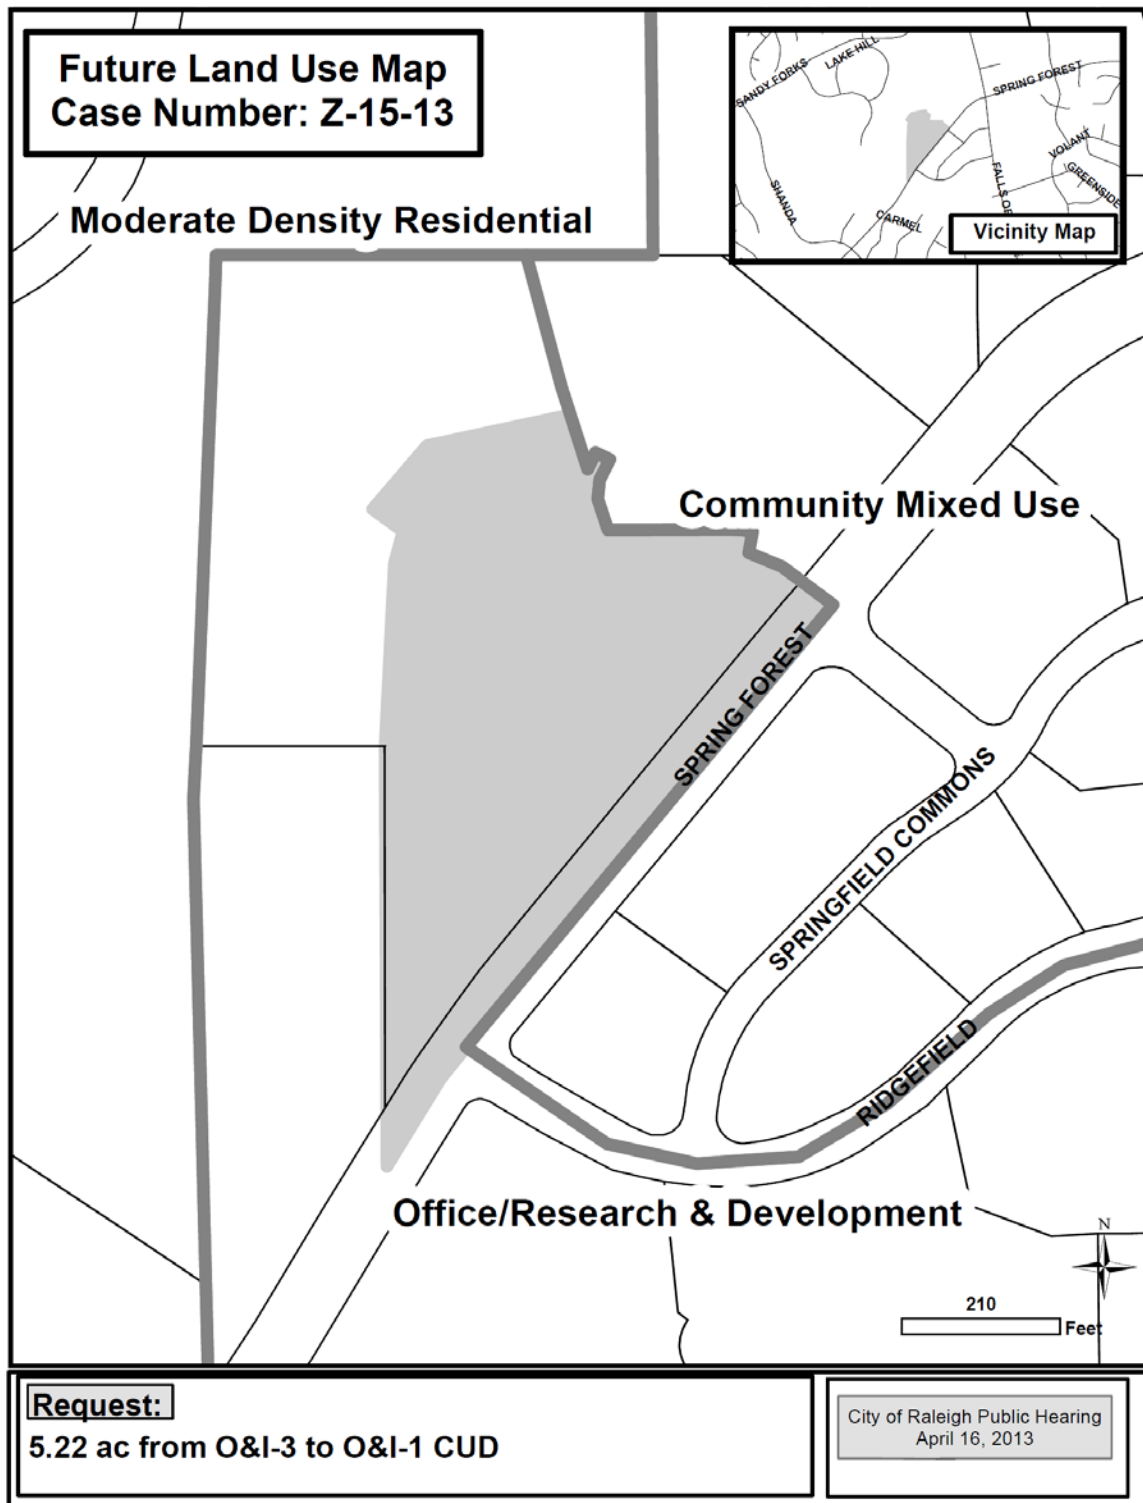 Future Land Use Map
Case Number: Z-15-13
SANDY FORKS
LAKE HILL
SPRING FOREST
VOLANT
GREENSIDE
SHANDA
CARMEL
FALLS OF
Vicinity Map
Moderate Density Residential
Community Mixed Use
SPRING FOREST
SPRINGFIELD COMMONS
RIDGEFIELD
Office/Research & Development
N
210
Feet
Request:
5.22 ac from O&I-3 to O&I-1 CUD
City of Raleigh Public Hearing
April 16, 2013